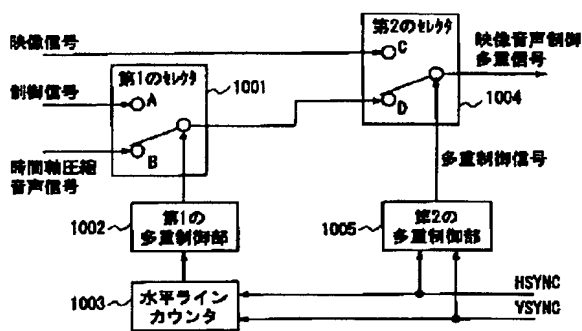 映像信号
制御信号
時間軸圧縮
音声信号
第1のセレクタ
A
B
1001
第2のセレクタ
C
D
1004
映像音声制御
多重信号
多重制御信号
1002
第1の
多重制御部
1005
第2の
多重制御部
1003
水平ライン
カウンタ
HSYNC
VSYNC